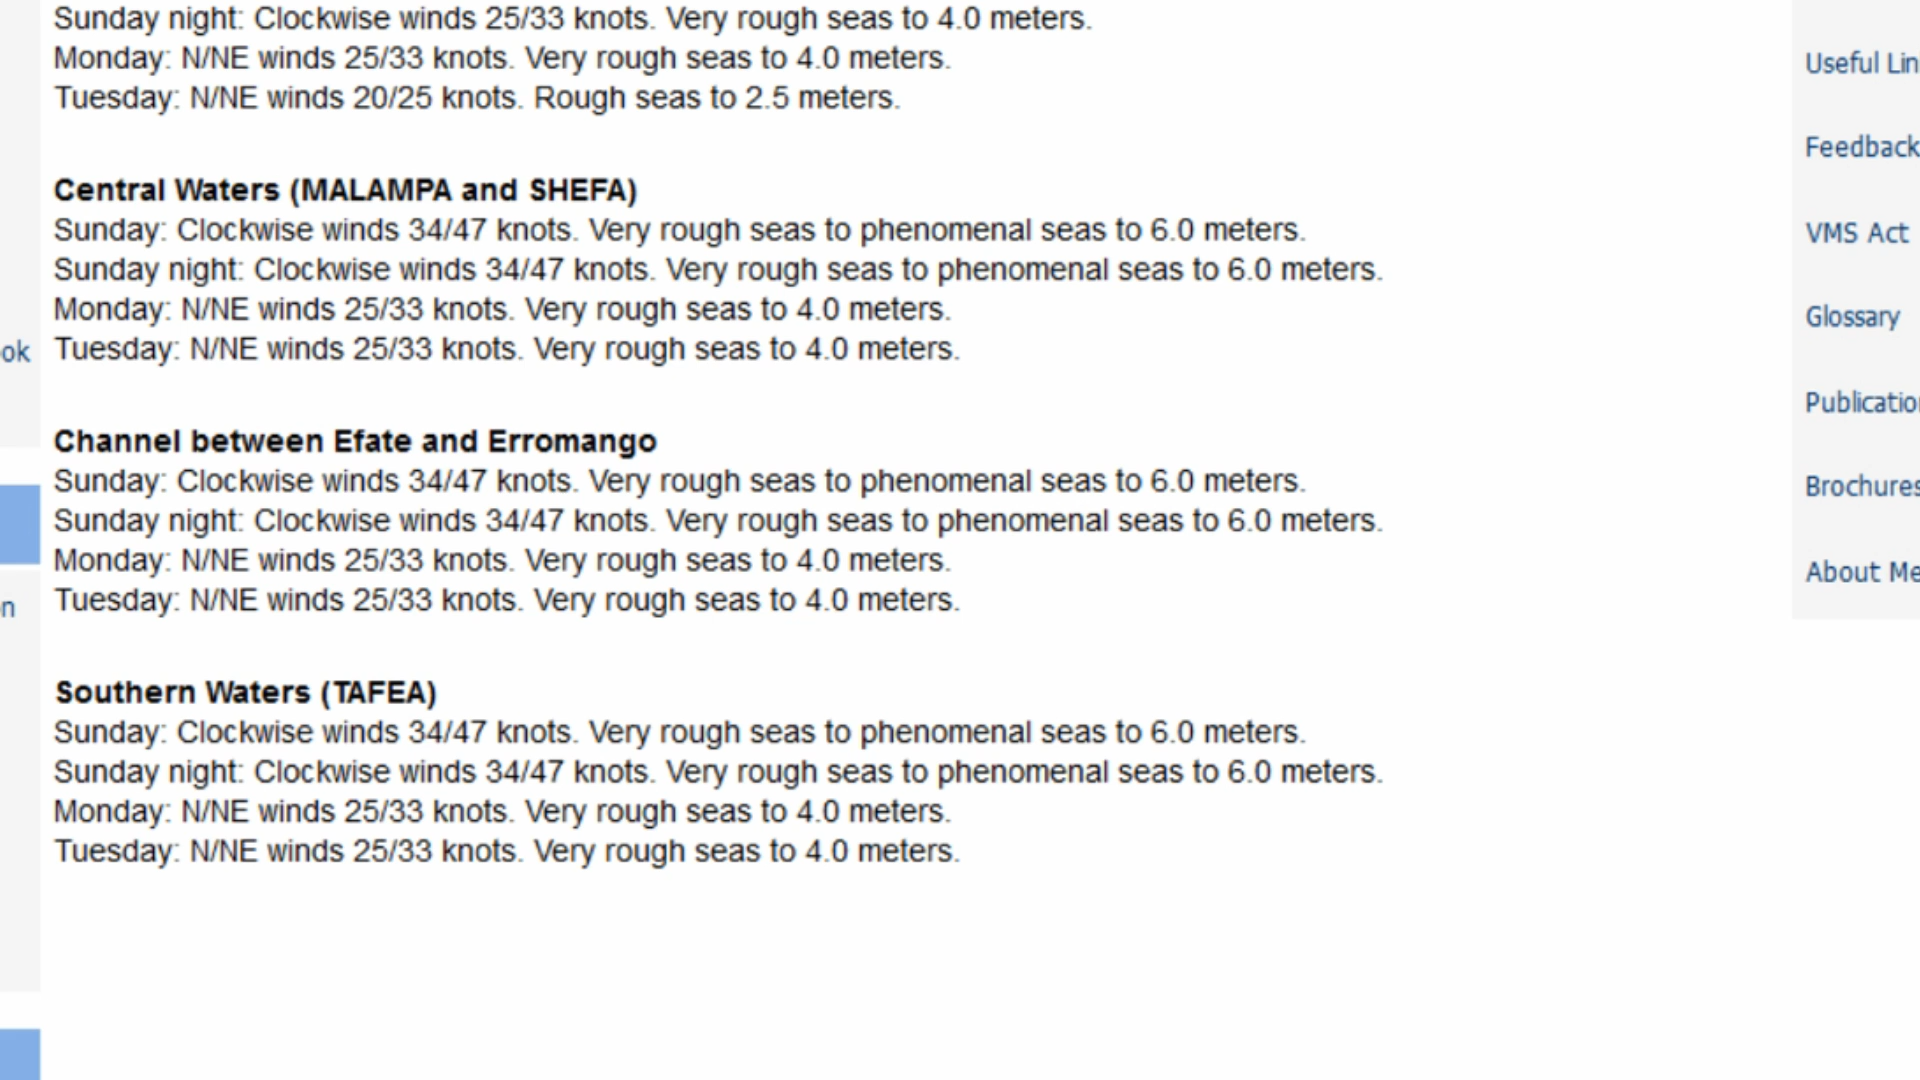 Sunday night: Clockwise winds 25/33 knots. Very rough seas to 4.0 meters.
Monday: N/NE winds 25/33 knots. Very rough seas to 4.0 meters.
Tuesday: N/NE winds 20/25 knots. Rough seas to 2.5 meters.
Central Waters (MALAMPA and SHEFA)
Sunday: Clockwise winds 34/47 knots. Very rough seas to phenomenal seas to 6.0 meters.
Sunday night: Clockwise winds 34/47 knots. Very rough seas to phenomenal seas to 6.0 meters.
Monday: N/NE winds 25/33 knots. Very rough seas to 4.0 meters.
Tuesday: N/NE winds 25/33 knots. Very rough seas to 4.0 meters.
Channel between Efate and Erromango
Sunday: Clockwise winds 34/47 knots. Very rough seas to phenomenal seas to 6.0 meters.
Sunday night: Clockwise winds 34/47 knots. Very rough seas to phenomenal seas to 6.0 meters.
Monday: N/NE winds 25/33 knots. Very rough seas to 4.0 meters.
Tuesday: N/NE winds 25/33 knots. Very rough seas to 4.0 meters.
Southern Waters (TAFEA)
Sunday: Clockwise winds 34/47 knots. Very rough seas to phenomenal seas to 6.0 meters.
Sunday night: Clockwise winds 34/47 knots. Very rough seas to phenomenal seas to 6.0 meters.
Monday: N/NE winds 25/33 knots. Very rough seas to 4.0 meters.
Tuesday: N/NE winds 25/33 knots. Very rough seas to 4.0 meters.
ok
n
Useful Lin
Feedback
VMS Act
Glossary
Publicatio
Brochures
About Me